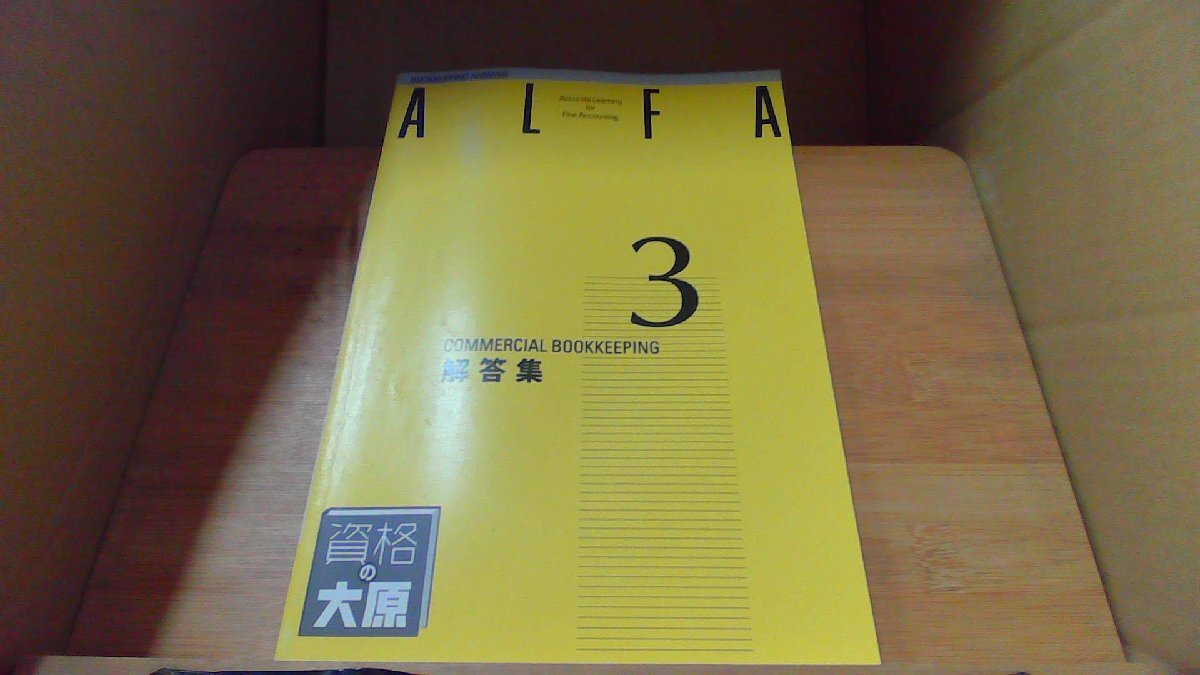 BOOKKEEPING ANSWER
A L F A
Accurate Learning
for
Fine Accounting
3
COMMERCIAL BOOKKEEPING
解答集
資格
の
大原